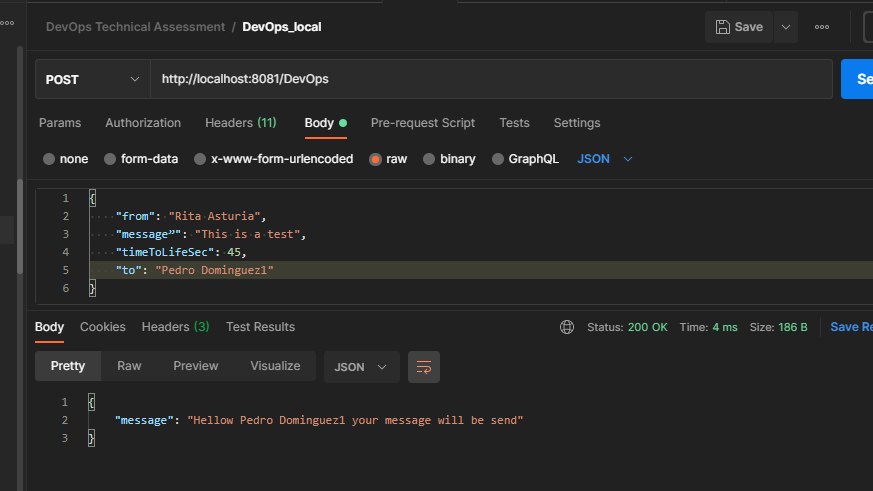 DevOps Technical Assessment / DevOps_local
Save
POST http://localhost:8081/DevOps
Params Authorization Headers (11) Body Pre-request Script Tests Settings
none form-data x-www-form-urlencoded raw binary GraphQL JSON
1 {
2 "from": "Rita Asturia",
3 "message”": "This is a test",
4 "timeToLifeSec": 45,
5 "to": "Pedro Dominguez1"
6 }
Body Cookies Headers (3) Test Results Status: 200 OK Time: 4 ms Size: 186 B Save Re
Pretty Raw Preview Visualize JSON
1 {
2 "message": "Hellow Pedro Dominguez1 your message will be send"
3 }